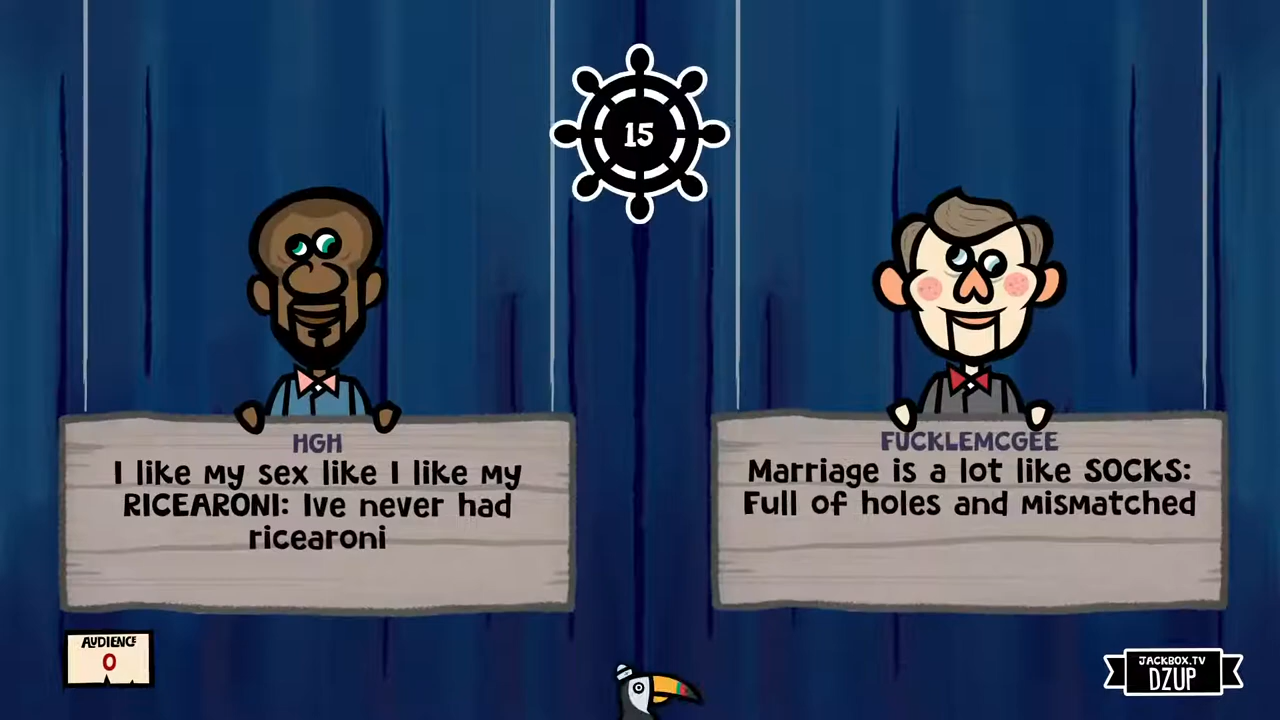 15
HGH
I like my sex like I like my
RICEARONI: Ive never had
ricearoni
FUCKLEMCGEE
Marriage is a lot like SOCKS:
Full of holes and mismatched
AUDIENCE
0
JACKBOX.TV
DZUP